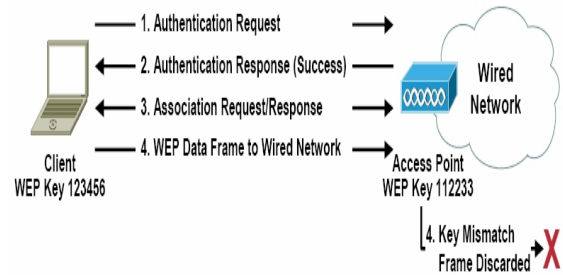 1. Authentication Request
2. Authentication Response (Success)
3. Association Request/Response
4. WEP Data Frame to Wired Network
Client
WEP Key 123456
Wired
Network
Access Point
WEP Key 112233
4. Key Mismatch
Frame Discarded
X